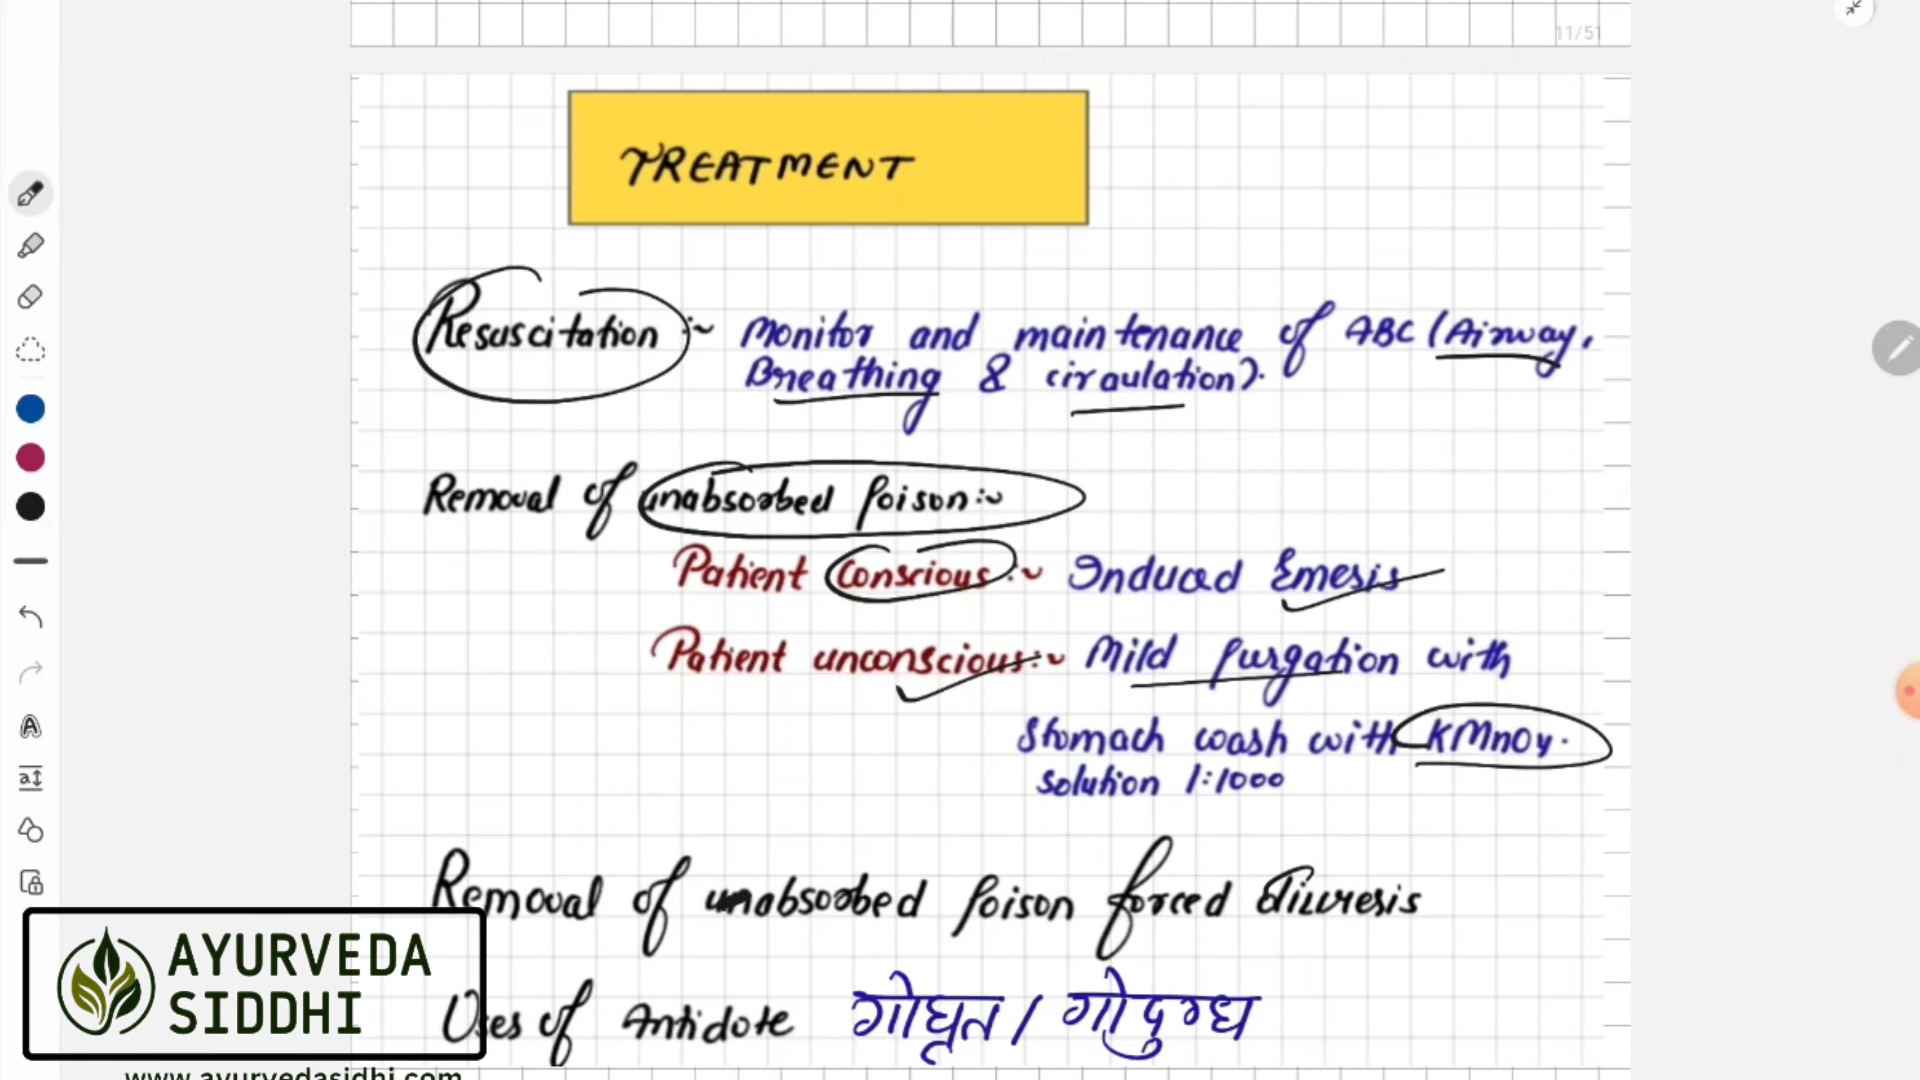 11/51
TREATMENT
Resuscitation :~ Monitor and maintenance of ABC (Airway,
Breathing & circulation).
Removal of unabsorbed poison :~
Patient Conscious :~ Induced Emesis
Patient unconscious :~ Mild purgation with
Stomach wash with KMnO4.
solution 1:1000
Removal of unabsorbed poison forced diuresis
Uses of Antidote गोघृत / गोदुग्ध
AYURVEDA
SIDDHI
www.ayurvedasidhi.com